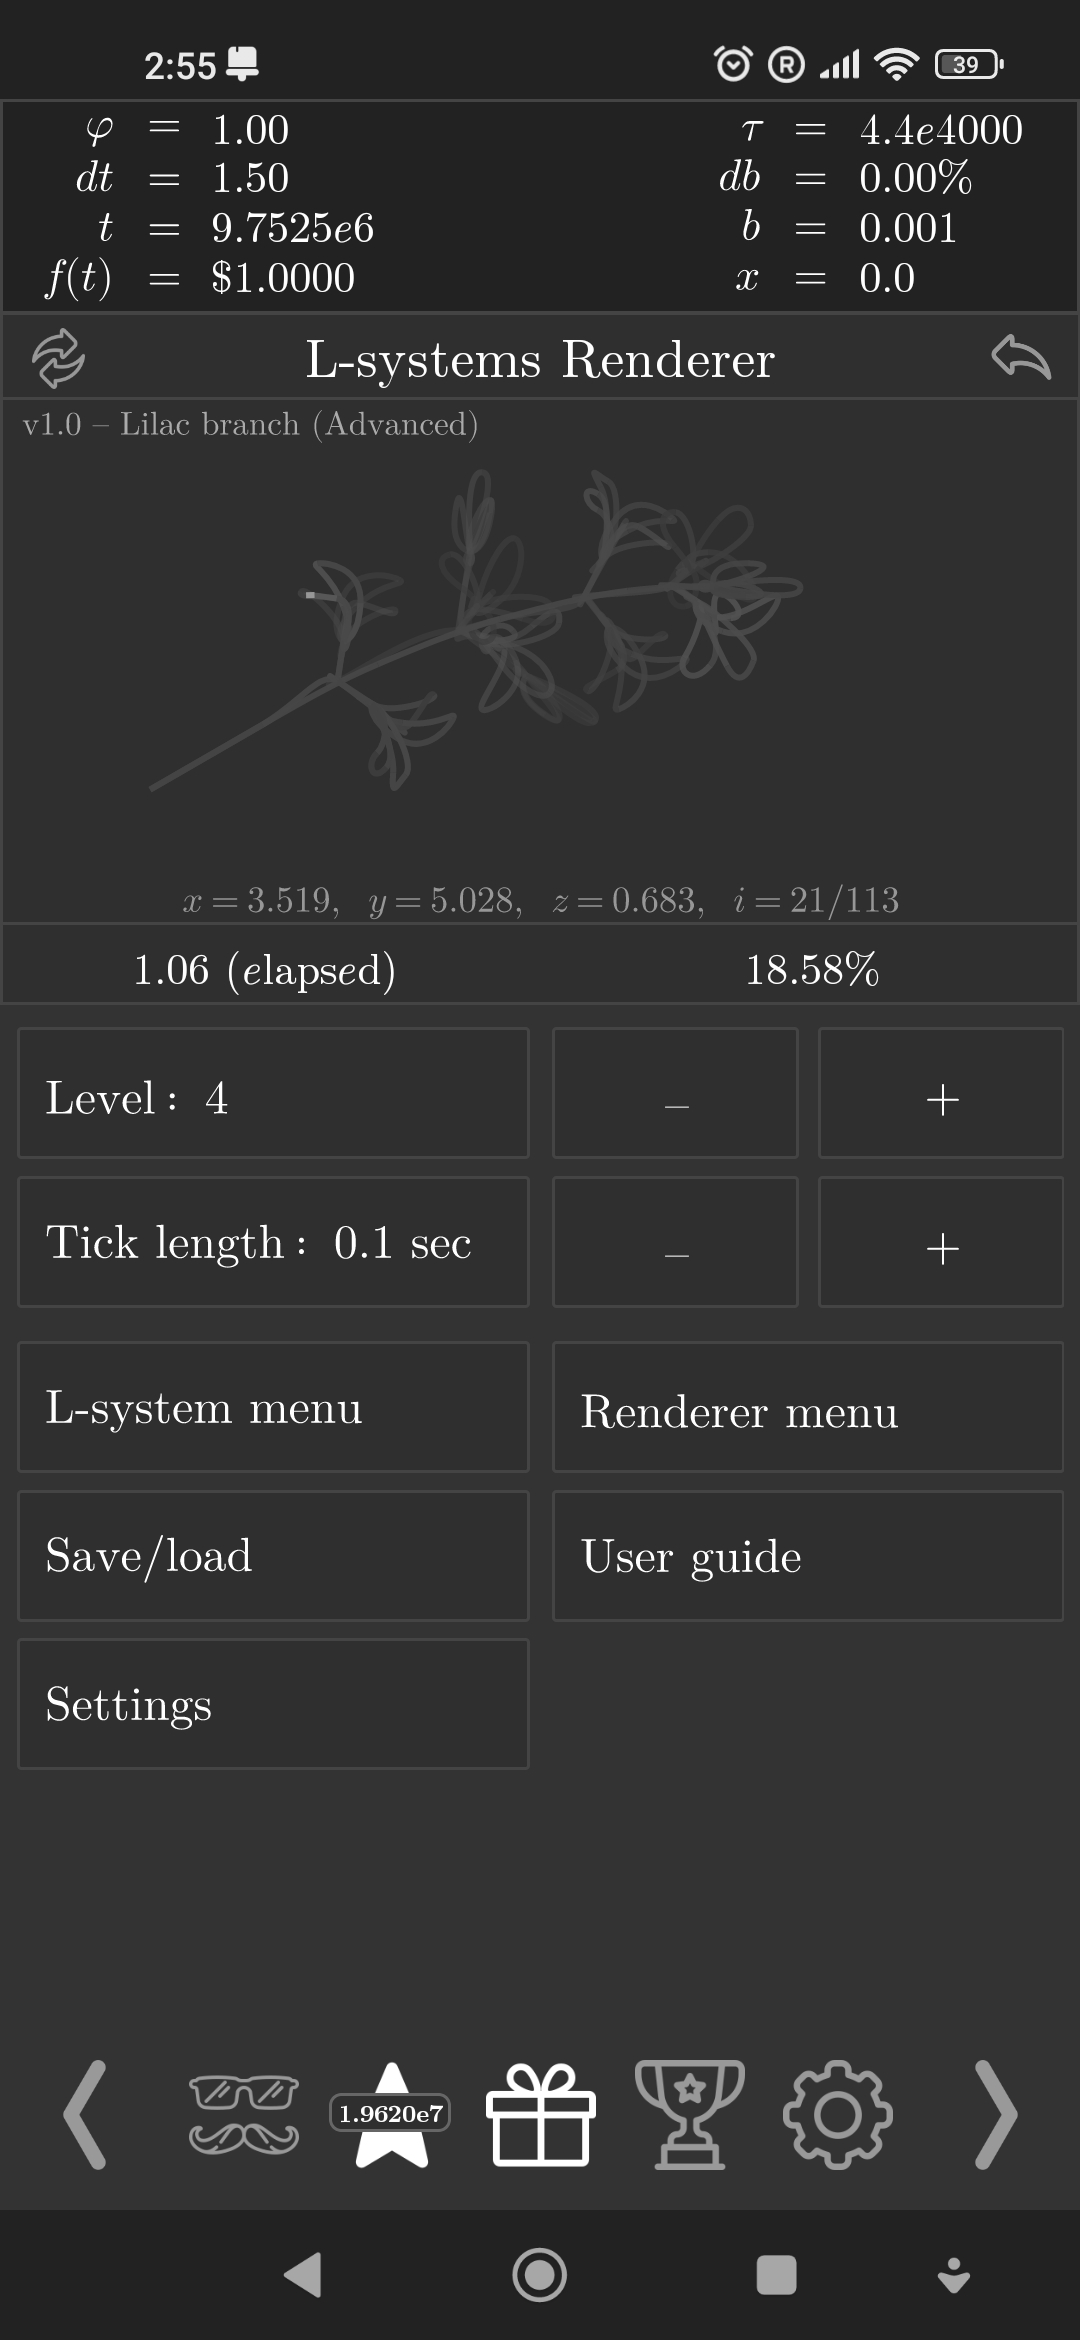 2:55 R 39
φ = 1.00 τ = 4.4e4000
dt = 1.50 db = 0.00%
t = 9.7525e6 b = 0.001
f(t) = $1.0000 x = 0.0
L-systems Renderer
v1.0 – Lilac branch (Advanced)
x = 3.519, y = 5.028, z = 0.683, i = 21/113
1.06 (elapsed) 18.58%
Level: 4 – +
Tick length: 0.1 sec – +
L-system menu Renderer menu
Save/load User guide
Settings
1.9620e7